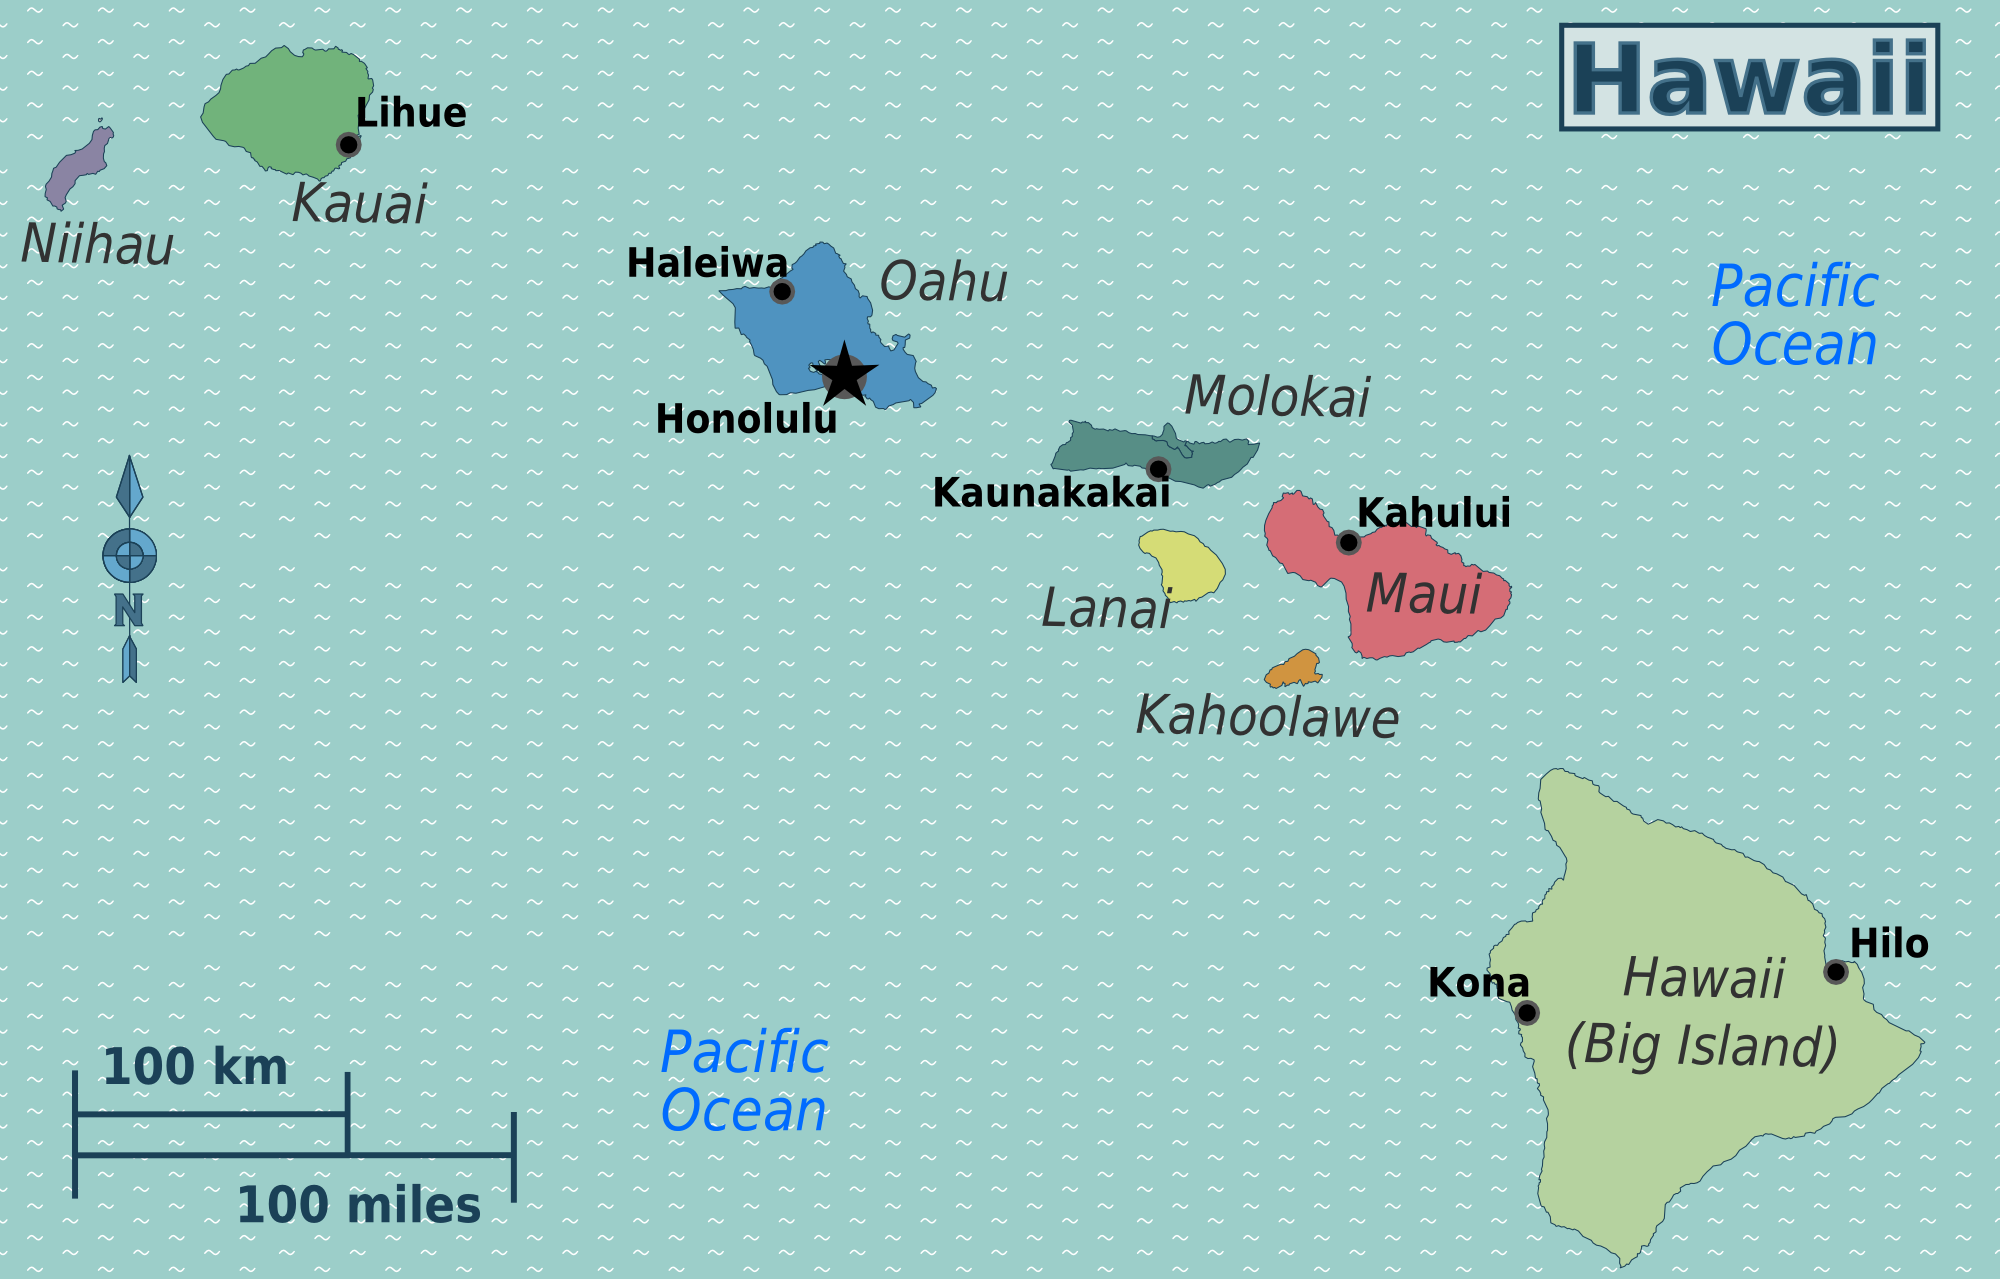 Hawaii
Lihue
Kauai
Niihau
Haleiwa
Oahu
Honolulu
Pacific
Ocean
Molokai
Kaunakakai
Kahului
Maui
Lanai
Kahoolawe
N
Hilo
Kona
Hawaii
(Big Island)
Pacific
Ocean
100 km
100 miles